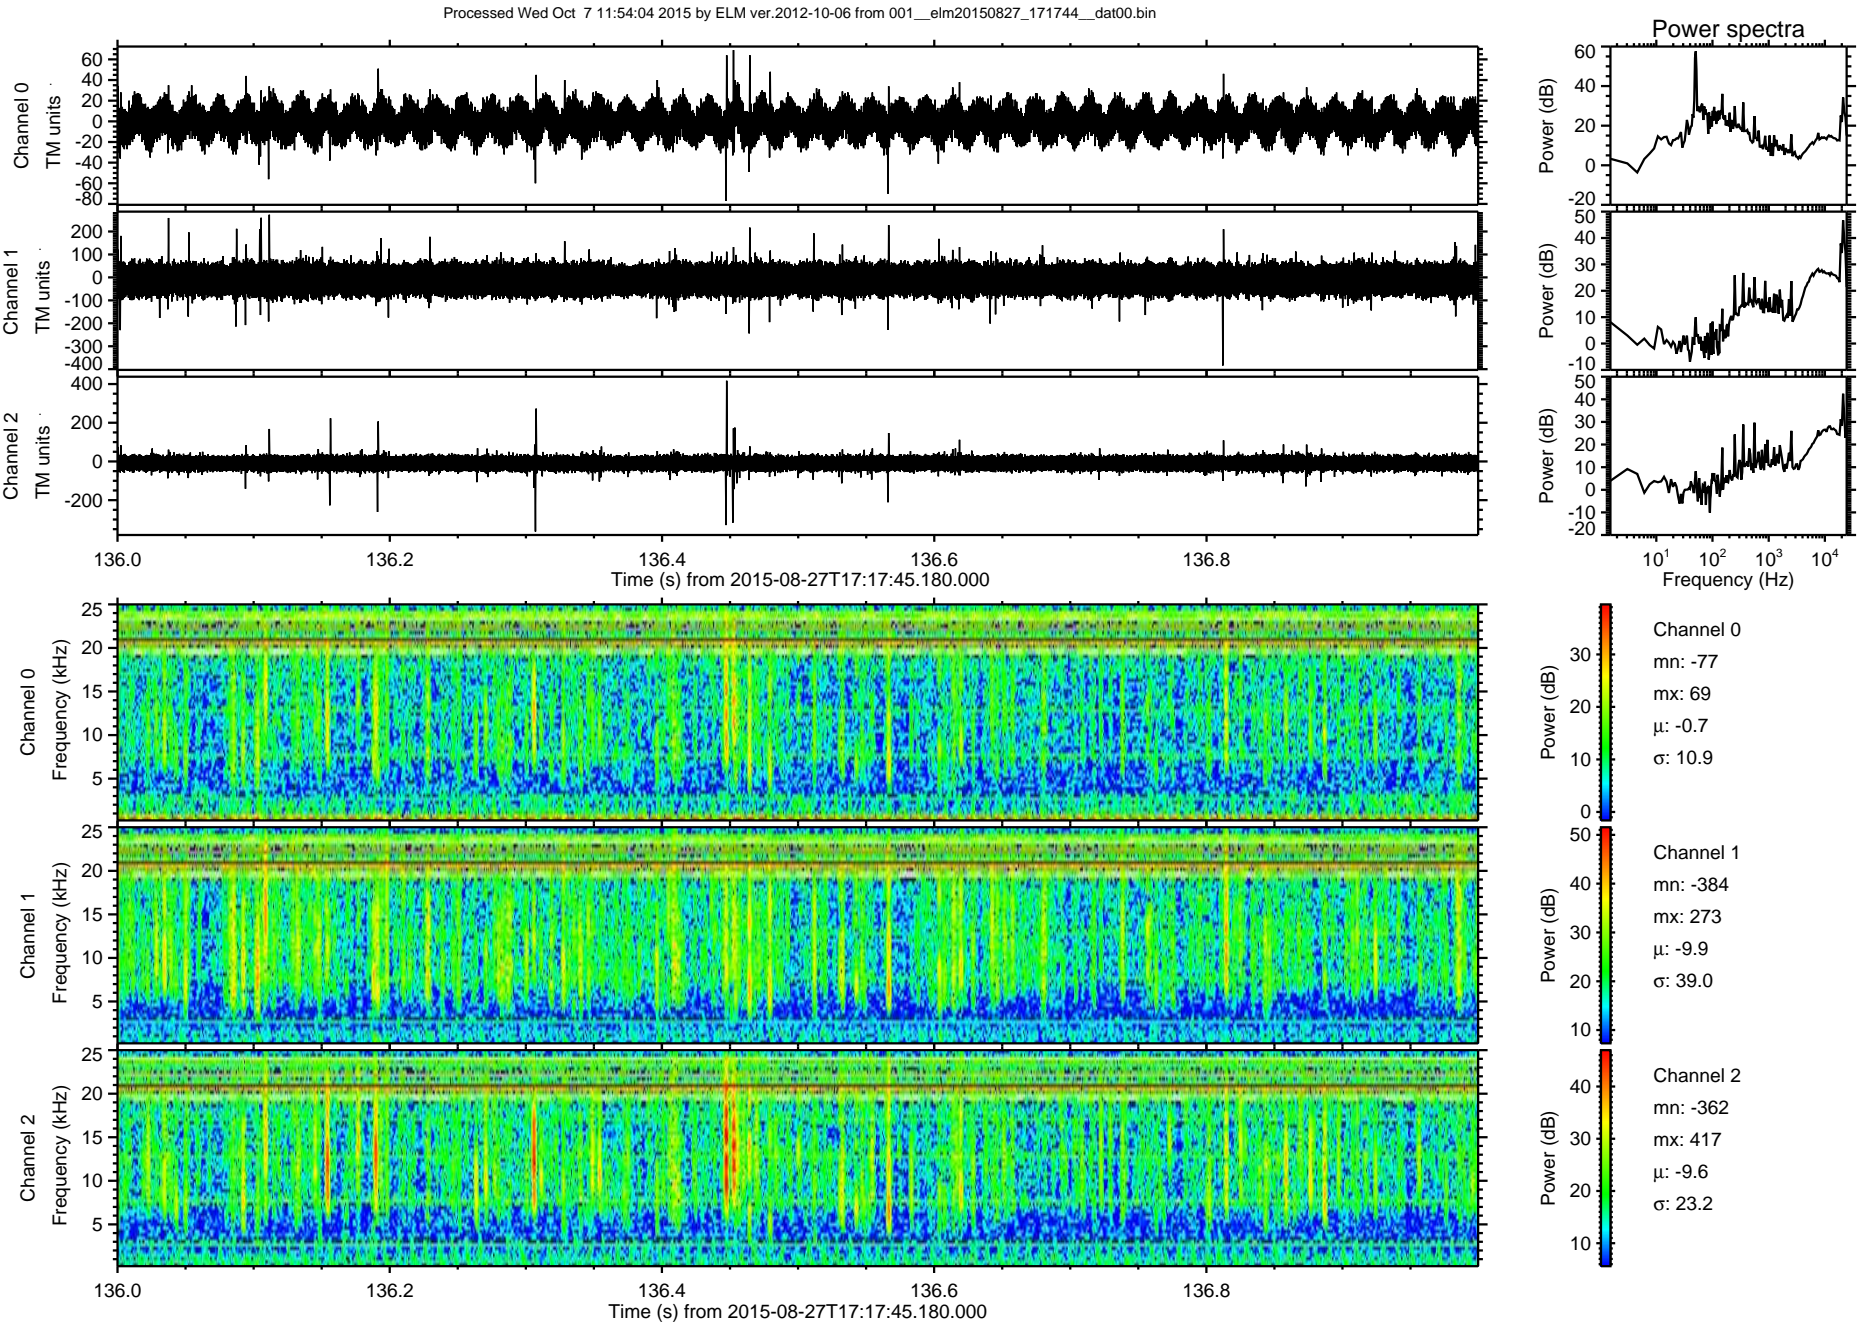 Processed Wed Oct  7 11:54:04 2015 by ELM ver.2012-10-06 from 001__elm20150827_171744__dat00.bin
Power spectra
Channel 0
TM units
60
40
20
0
-20
-40
-60
-80
Power (dB)
60
40
20
0
-20
Channel 1
TM units
200
100
0
-100
-200
-300
-400
Power (dB)
50
40
30
20
10
0
-10
Channel 2
TM units
400
200
0
-200
Power (dB)
50
40
30
20
10
0
-10
-20
136.0 136.2 136.4 136.6 136.8
Time (s) from 2015-08-27T17:17:45.180.000
10¹ 10² 10³ 10⁴
Frequency (Hz)
Channel 0
Frequency (kHz)
25
20
15
10
5
Power (dB)
30
20
10
0
Channel 0
mn: -77
mx: 69
μ: -0.7
σ: 10.9
Channel 1
Frequency (kHz)
25
20
15
10
5
Power (dB)
50
40
30
20
10
Channel 1
mn: -384
mx: 273
μ: -9.9
σ: 39.0
Channel 2
Frequency (kHz)
25
20
15
10
5
Power (dB)
40
30
20
10
Channel 2
mn: -362
mx: 417
μ: -9.6
σ: 23.2
136.0 136.2 136.4 136.6 136.8
Time (s) from 2015-08-27T17:17:45.180.000